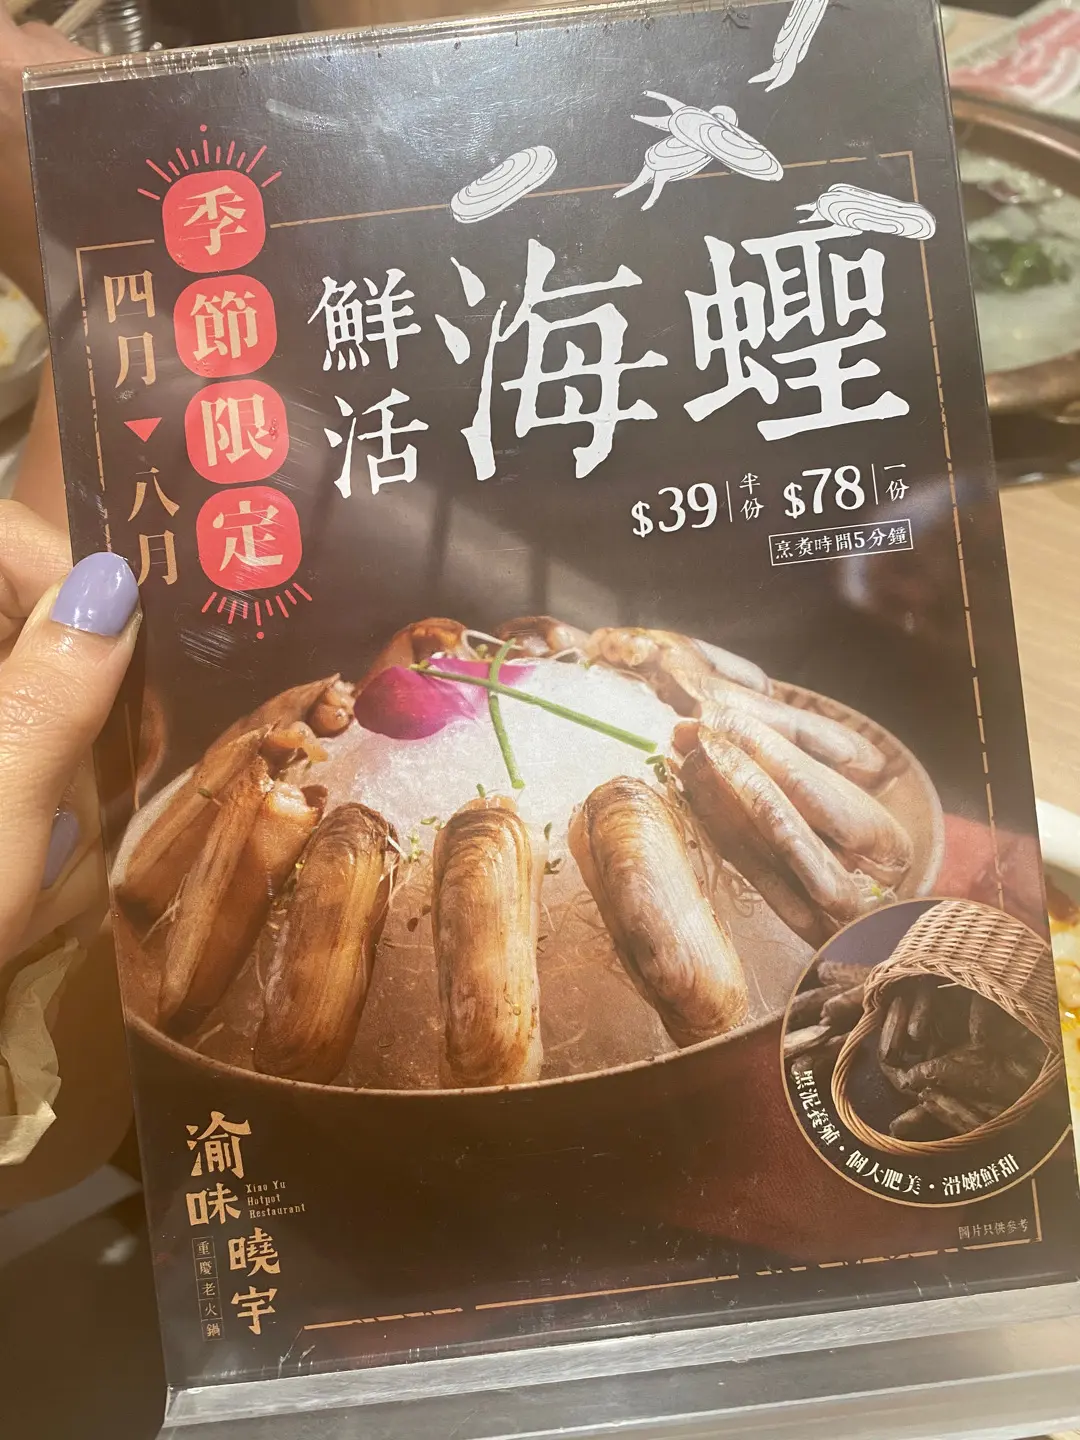 季節限定
四月▼八月
鮮活
海蟶
$39 半份 $78 一份
烹煮時間5分鐘
黑泥養殖・個大肥美・滑嫩鮮甜
圖片只供參考
渝味曉宇
Xiao Yu
Hotpot
Restaurant
重慶老火鍋